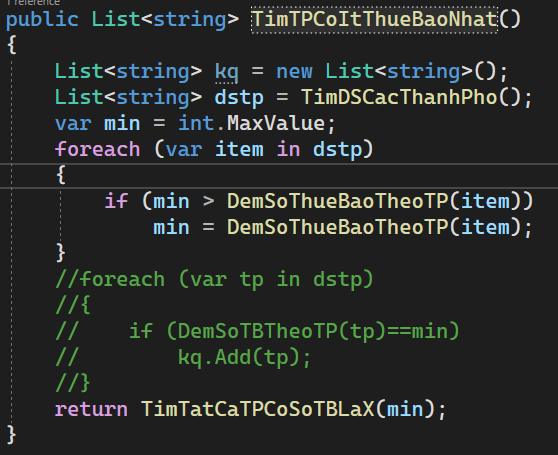 1 reference
public List<string> TimTPCoItThueBaoNhat()
{
    List<string> kq = new List<string>();
    List<string> dstp = TimDSCacThanhPho();
    var min = int.MaxValue;
    foreach (var item in dstp)
    {
        if (min > DemSoThueBaoTheoTP(item))
            min = DemSoThueBaoTheoTP(item);
    }
    //foreach (var tp in dstp)
    //{
    //    if (DemSoTBTheoTP(tp)==min)
    //        kq.Add(tp);
    //}
    return TimTatCaTPCoSoTBLaX(min);
}